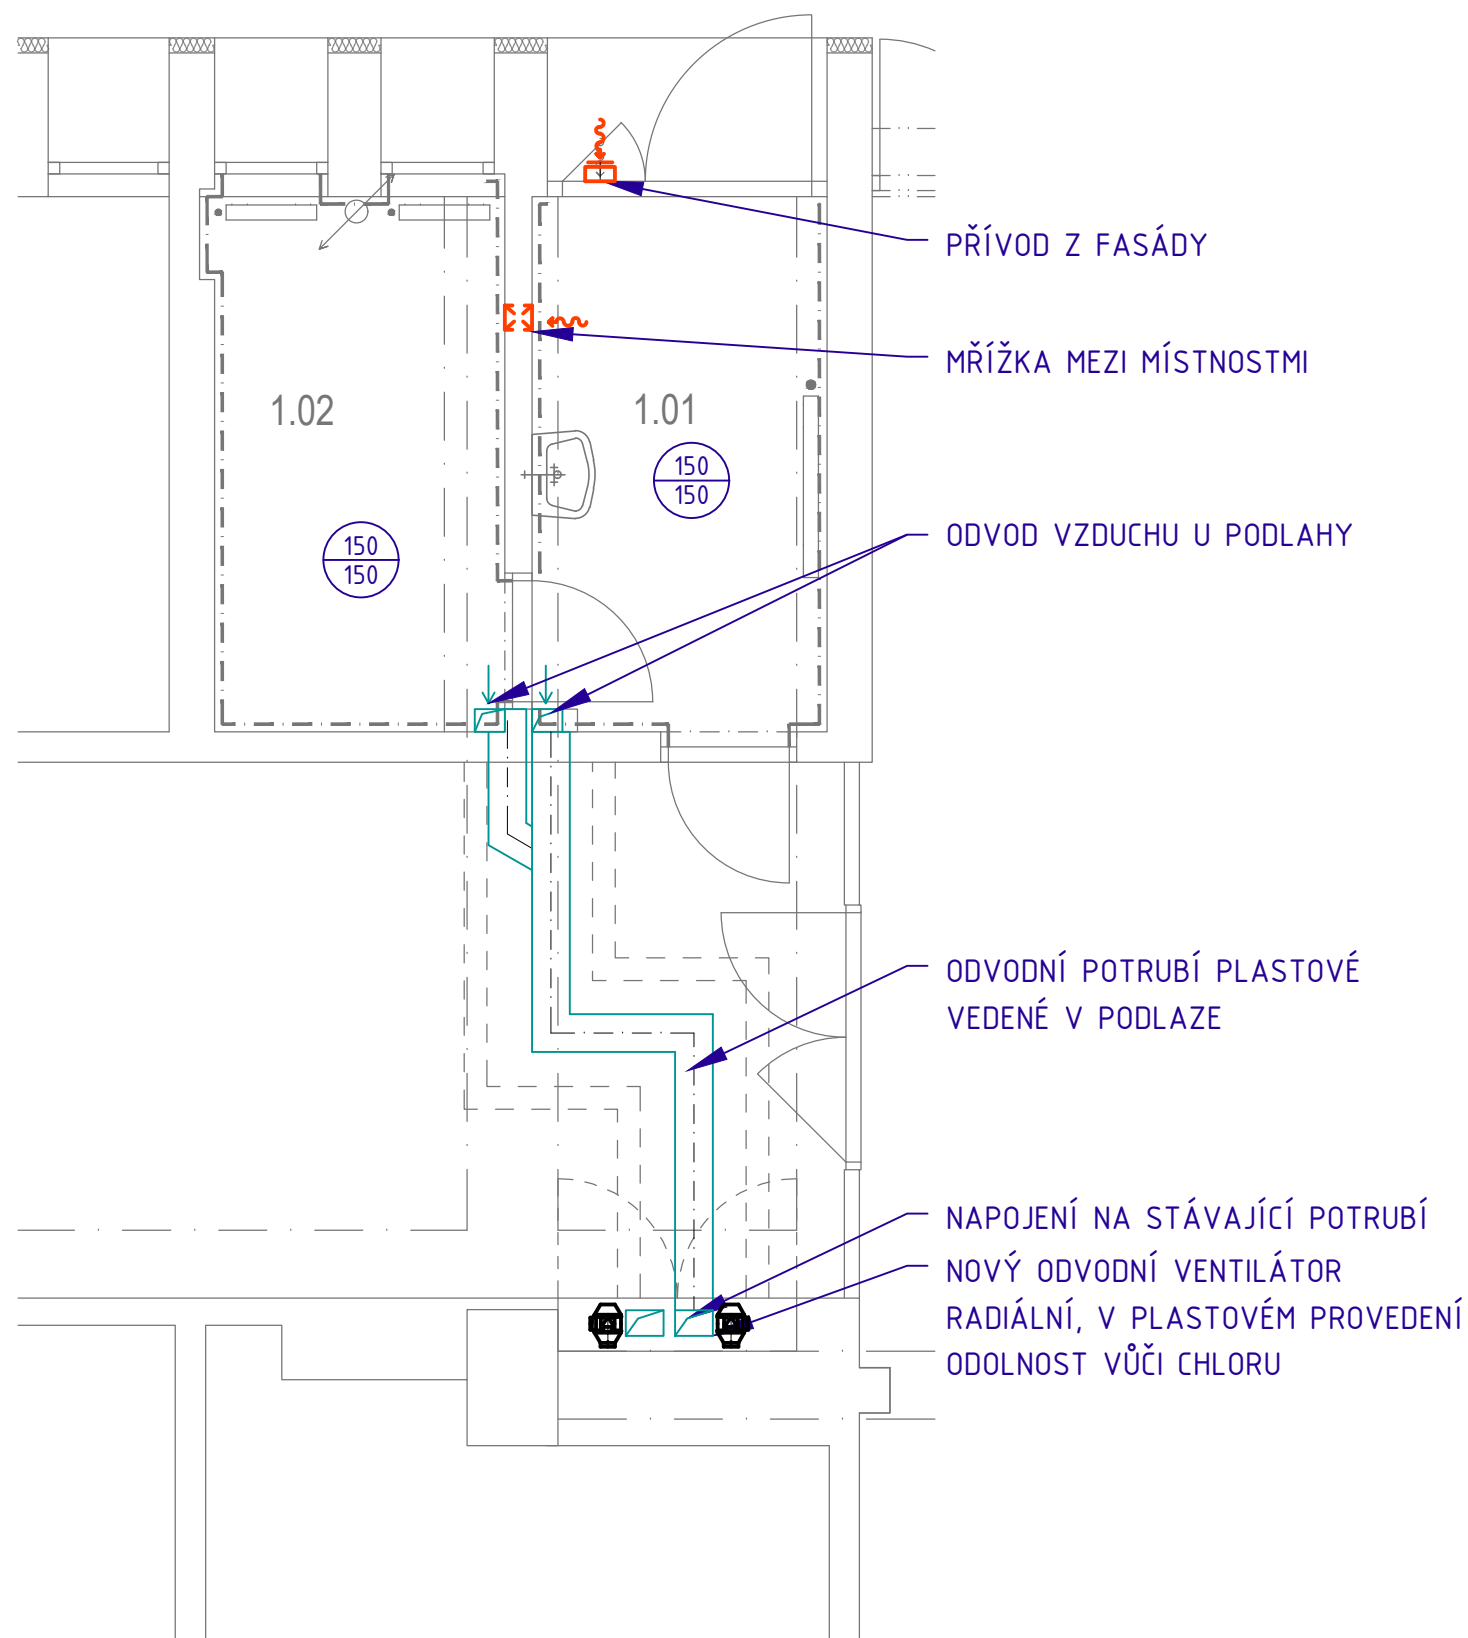 PŘÍVOD Z FASÁDY
MŘÍŽKA MEZI MÍSTNOSTMI
1.02
1.01
150
150
150
150
ODVOD VZDUCHU U PODLAHY
ODVODNÍ POTRUBÍ PLASTOVÉ
VEDENÉ V PODLAZE
NAPOJENÍ NA STÁVAJÍCÍ POTRUBÍ
NOVÝ ODVODNÍ VENTILÁTOR
RADIÁLNÍ, V PLASTOVÉM PROVEDENÍ
ODOLNOST VŮČI CHLORU